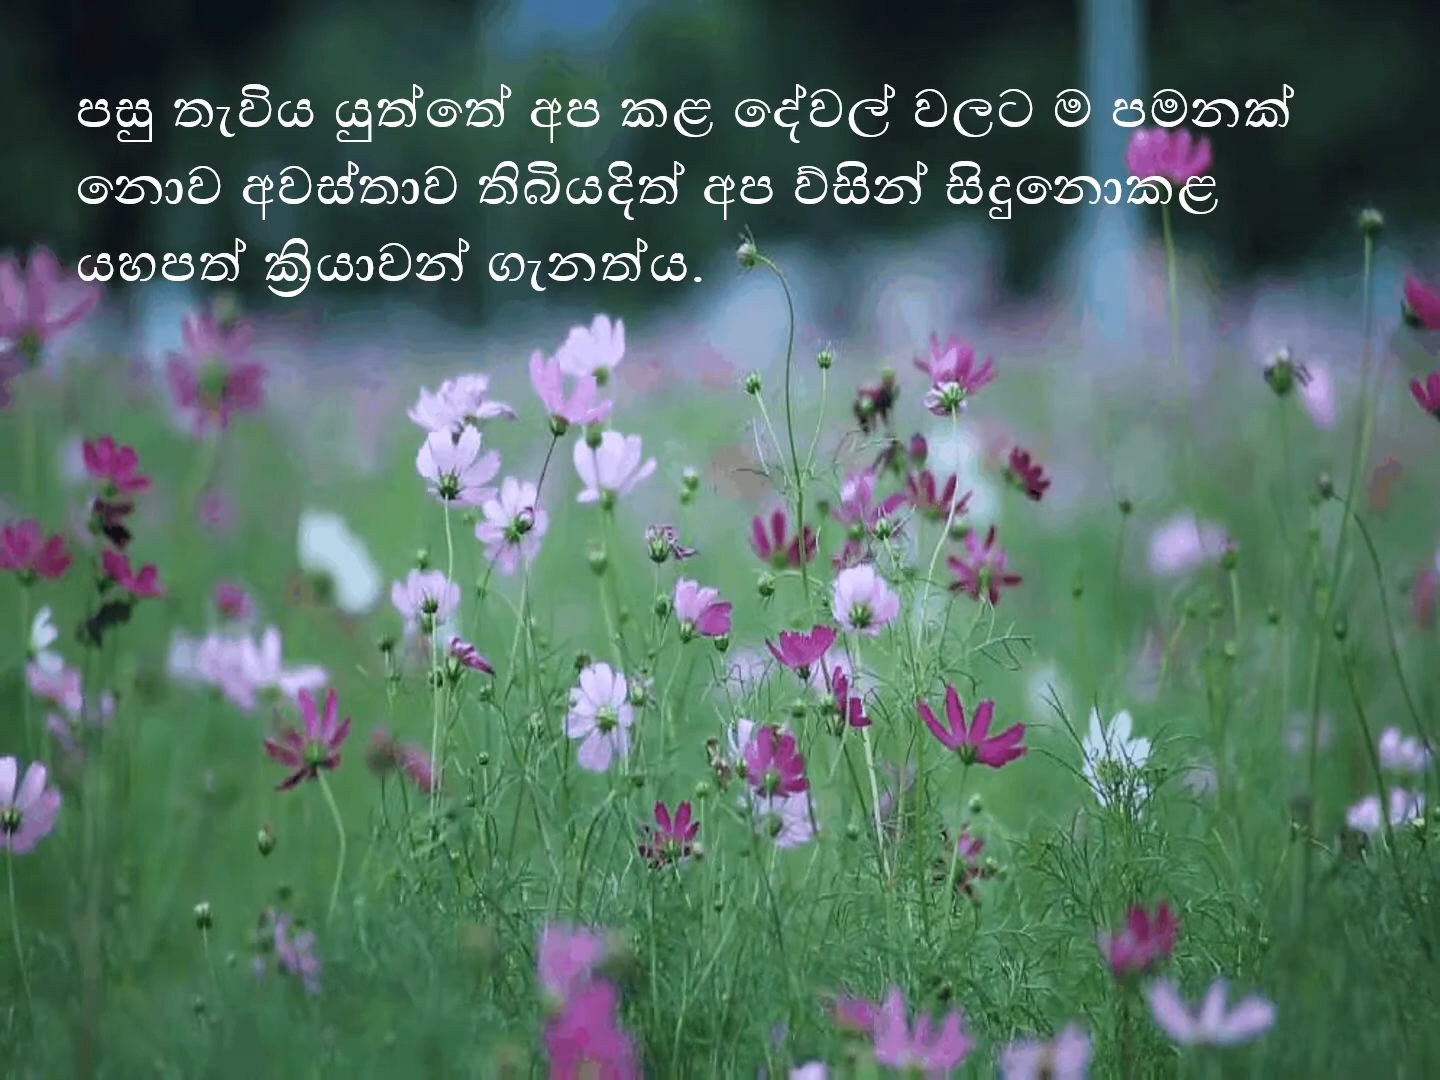 පසු තැවිය යුත්තේ අප කළ දේවල් වලට ම පමනක්
නොව අවස්තාව තිබියදිත් අප ව්සින් සිදුනොකළ
යහපත් ක්‍රියාවන් ගැනත්ය.